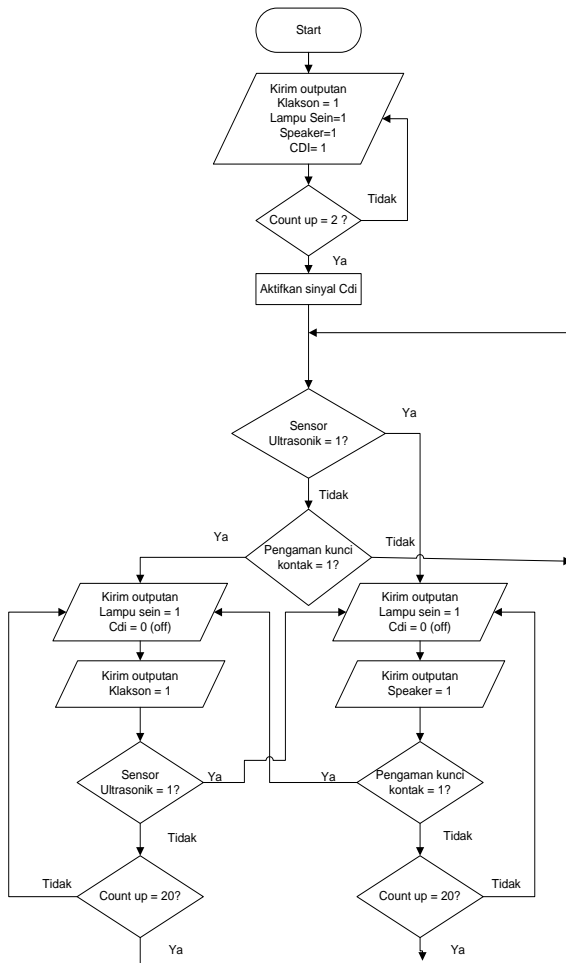 Start
Kirim outputan
Klakson = 1
Lampu Sein=1
Speaker=1
CDI= 1
Tidak
Count up = 2 ?
Ya
Aktifkan sinyal Cdi
Ya
Sensor
Ultrasonik = 1?
Tidak
Ya
Tidak
Pengaman kunci
kontak = 1?
Kirim outputan
Lampu sein = 1
Cdi = 0 (off)
Kirim outputan
Lampu sein = 1
Cdi = 0 (off)
Kirim outputan
Klakson = 1
Kirim outputan
Speaker = 1
Sensor
Ultrasonik = 1?
Ya
Ya
Pengaman kunci
kontak = 1?
Tidak
Tidak
Tidak
Count up = 20?
Count up = 20?
Tidak
Ya
Ya